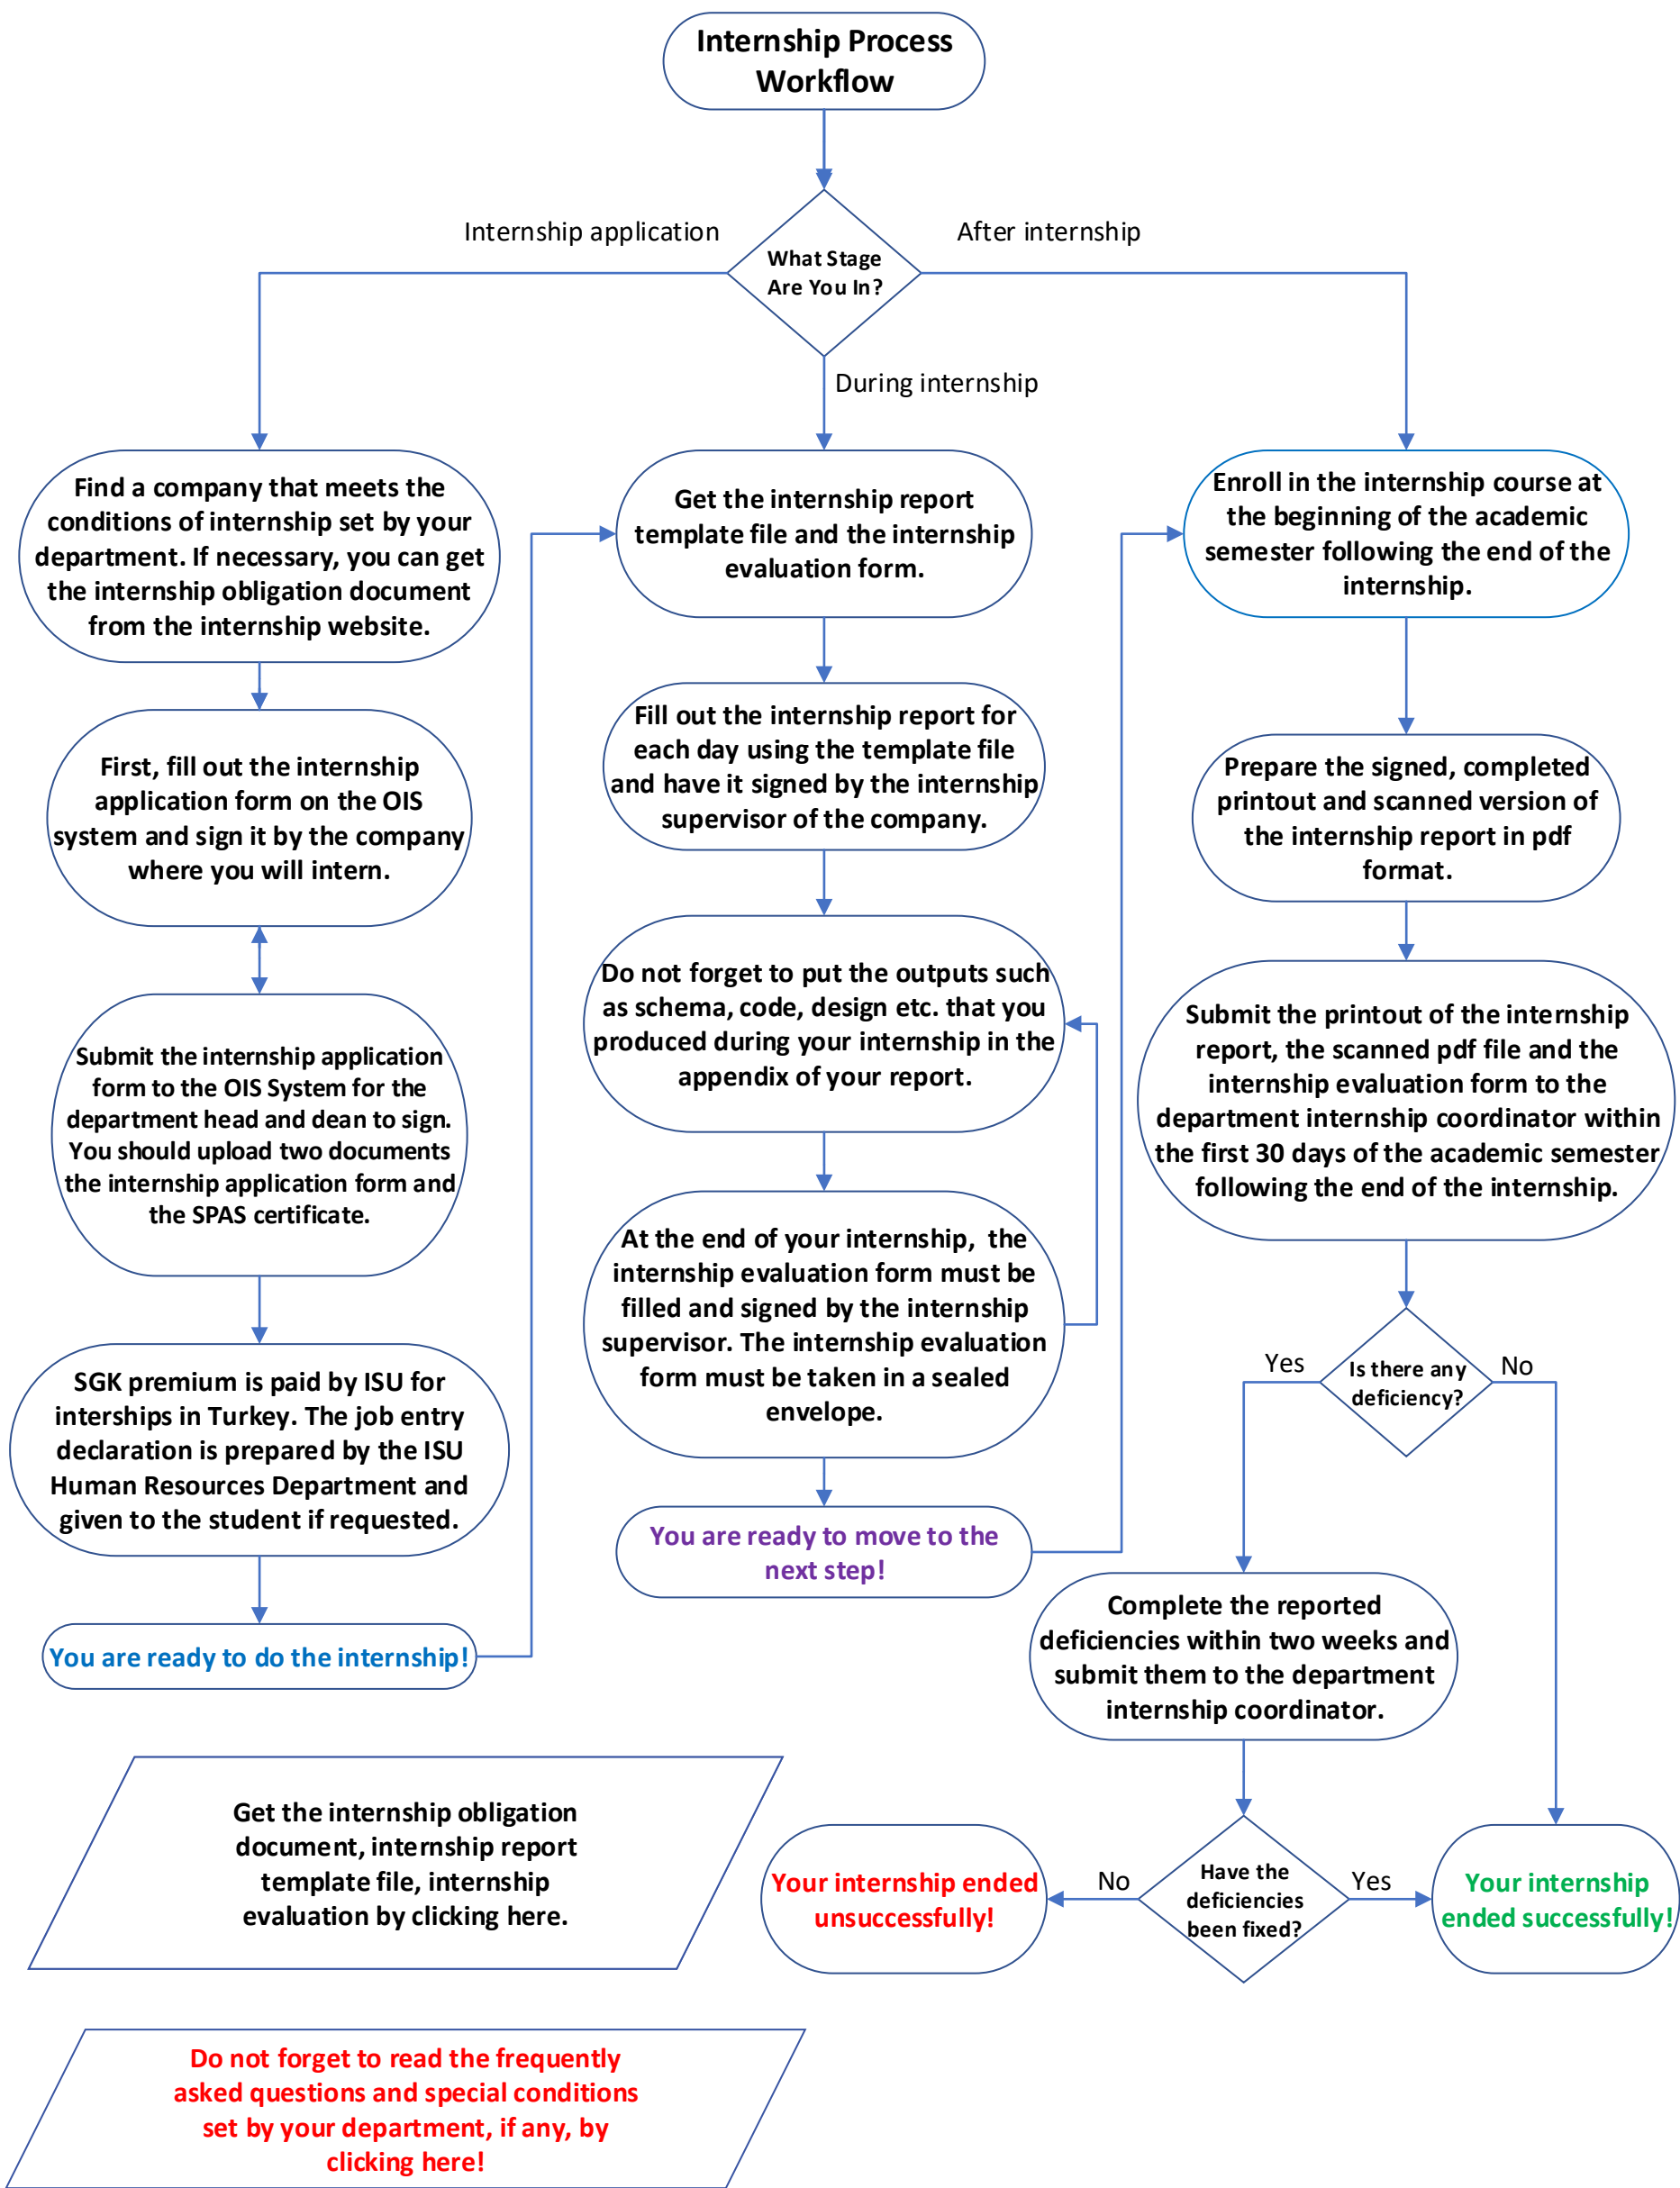 Internship Process
Workflow
Internship application
After internship
What Stage
Are You In?
During internship
Find a company that meets the
conditions of internship set by your
department. If necessary, you can get
the internship obligation document
from the internship website.
First, fill out the internship
application form on the OIS
system and sign it by the company
where you will intern.
Submit the internship application
form to the OIS System for the
department head and dean to sign.
You should upload two documents
the internship application form and
the SPAS certificate.
SGK premium is paid by ISU for
interships in Turkey. The job entry
declaration is prepared by the ISU
Human Resources Department and
given to the student if requested.
You are ready to do the internship!
Get the internship report
template file and the internship
evaluation form.
Fill out the internship report for
each day using the template file
and have it signed by the internship
supervisor of the company.
Do not forget to put the outputs such
as schema, code, design etc. that you
produced during your internship in the
appendix of your report.
At the end of your internship, the
internship evaluation form must be
filled and signed by the internship
supervisor. The internship evaluation
form must be taken in a sealed
envelope.
You are ready to move to the
next step!
Enroll in the internship course at
the beginning of the academic
semester following the end of the
internship.
Prepare the signed, completed
printout and scanned version of
the internship report in pdf
format.
Submit the printout of the internship
report, the scanned pdf file and the
internship evaluation form to the
department internship coordinator within
the first 30 days of the academic semester
following the end of the internship.
Yes
Is there any
deficiency?
No
Complete the reported
deficiencies within two weeks and
submit them to the department
internship coordinator.
Your internship ended
unsuccessfully!
No
Have the
deficiencies
been fixed?
Yes
Your internship
ended successfully!
Get the internship obligation
document, internship report
template file, internship
evaluation by clicking here.
Do not forget to read the frequently
asked questions and special conditions
set by your department, if any, by
clicking here!